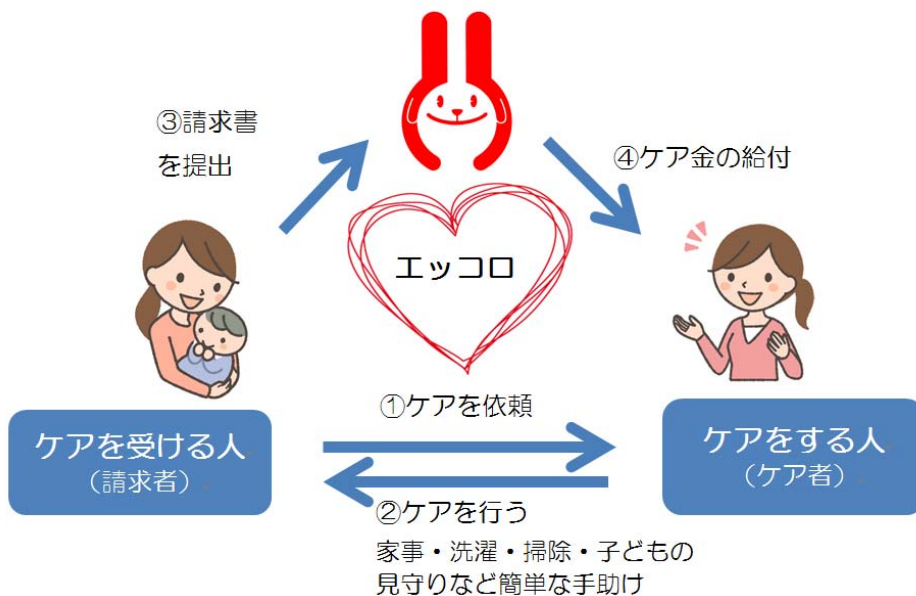 ③請求書
を提出
④ケア金の給付
エッコロ
①ケアを依頼
ケアを受ける人
（請求者）
ケアをする人
（ケア者）
②ケアを行う
家事・洗濯・掃除・子どもの
見守りなど簡単な手助け